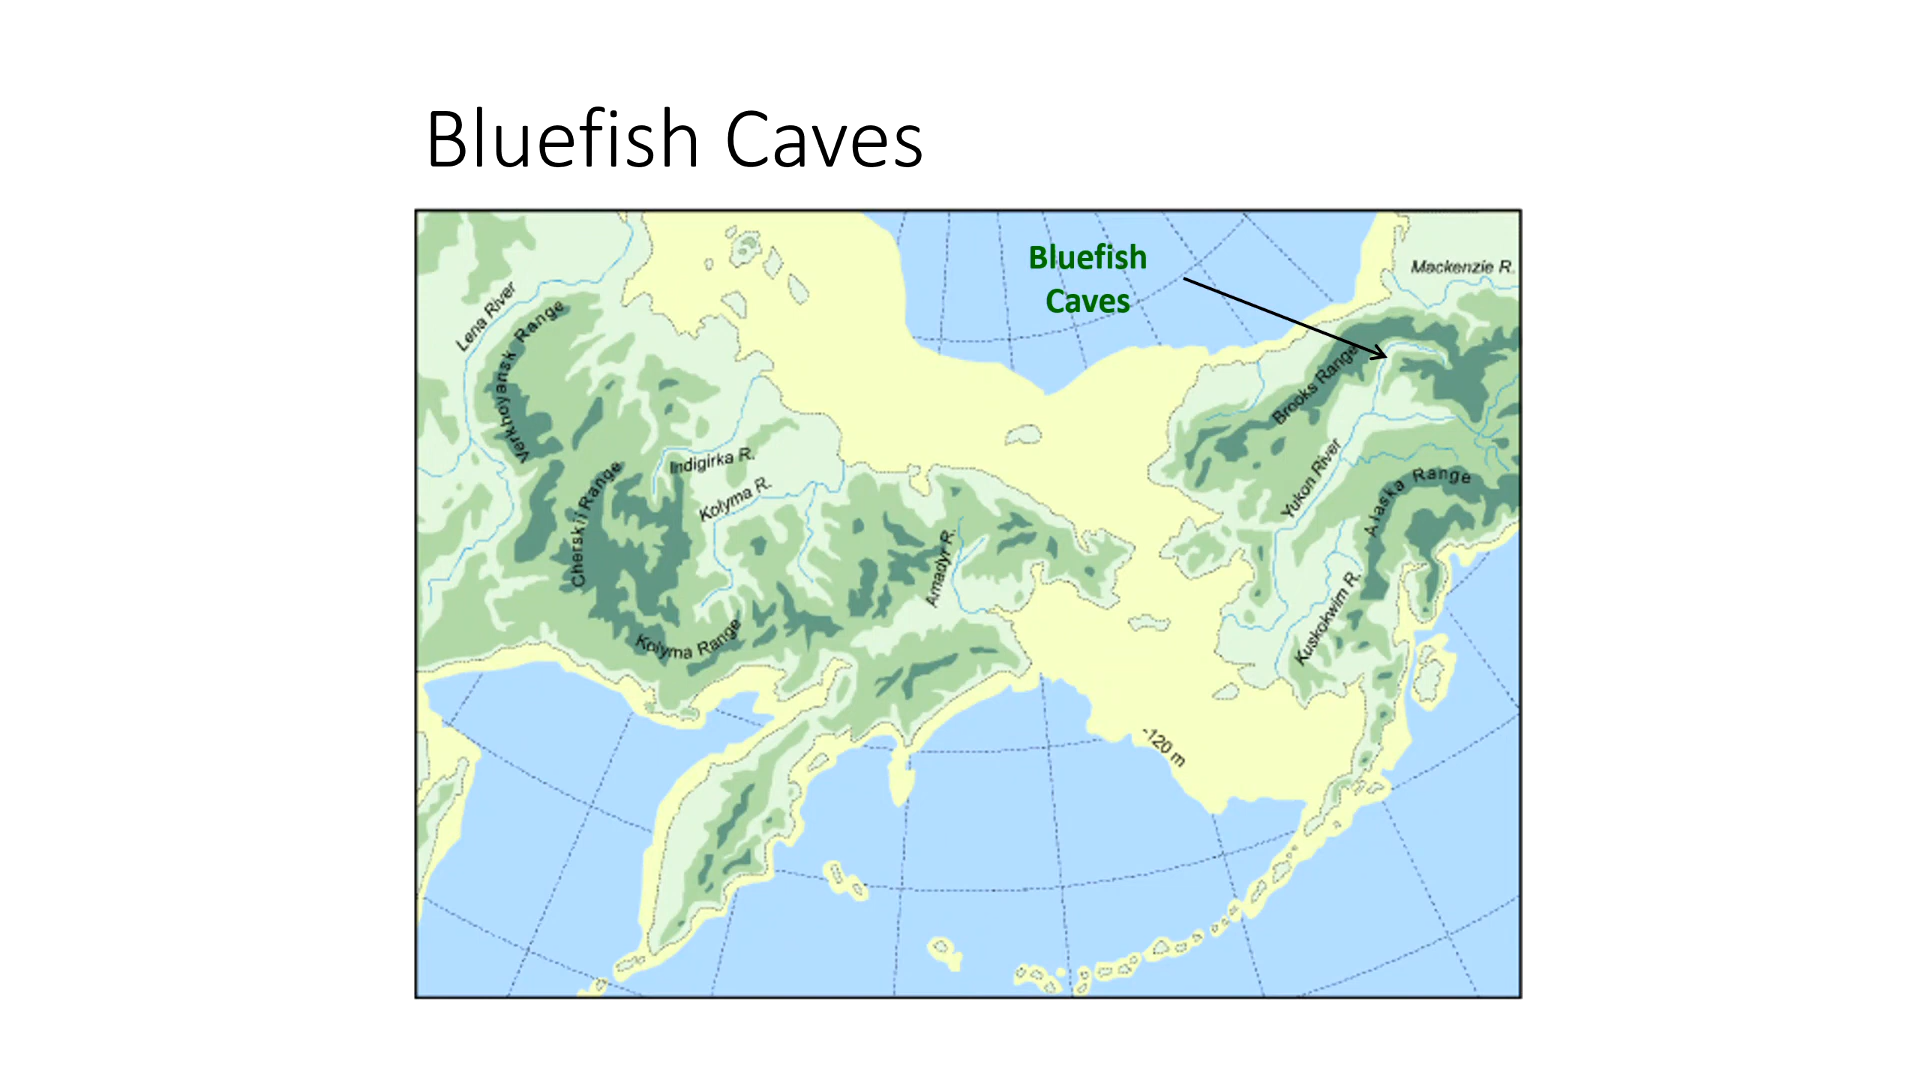 Bluefish Caves
Bluefish
Caves
Mackenzie R.
Lena River
Verkhoyansk Range
Brooks Range
Indigirka R.
Kolyma R.
Cherskii Range
Yukon River
Alaska Range
Amadyr R.
Kuskokwim R.
Kolyma Range
-120 m